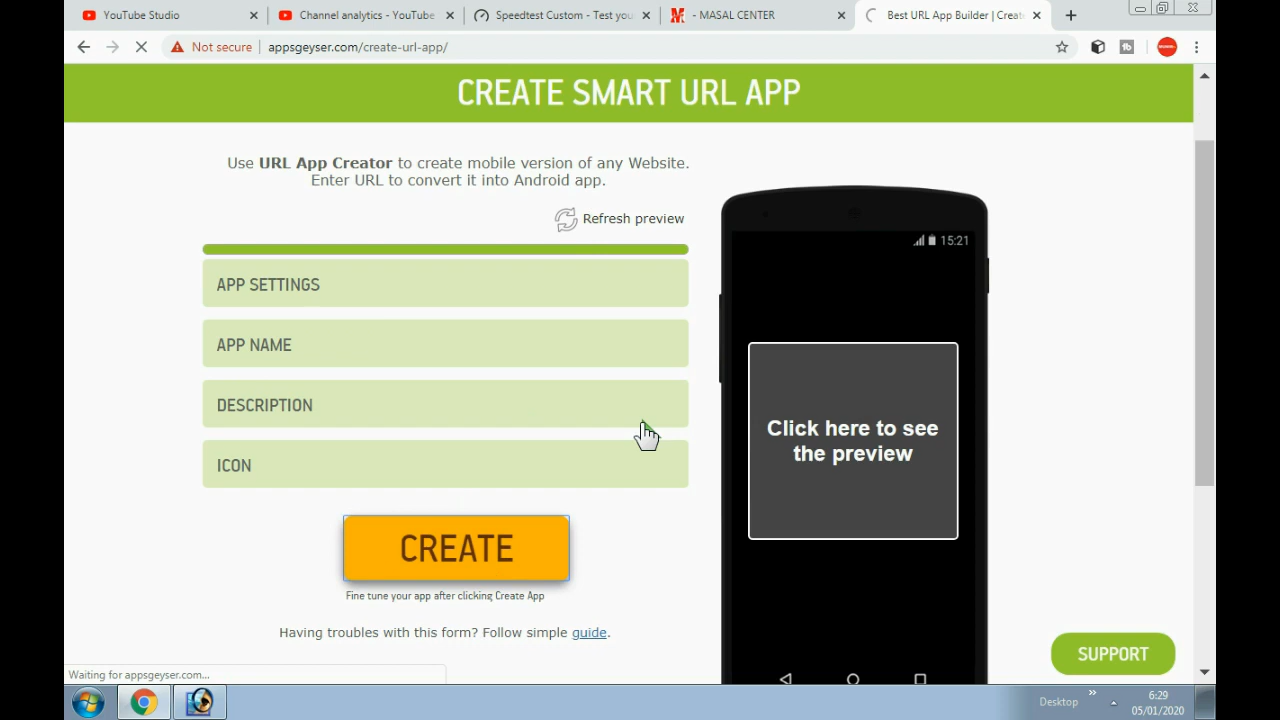 YouTube Studio
Channel analytics - YouTube
Speedtest Custom - Test you
- MASAL CENTER
Best URL App Builder | Create
Not secure
appsgeyser.com/create-url-app/
CREATE SMART URL APP
Use URL App Creator to create mobile version of any Website.
Enter URL to convert it into Android app.
Refresh preview
15:21
APP SETTINGS
APP NAME
DESCRIPTION
ICON
Click here to see
the preview
CREATE
Fine tune your app after clicking Create App
Having troubles with this form? Follow simple guide.
SUPPORT
Waiting for appsgeyser.com...
Desktop
6:29
05/01/2020